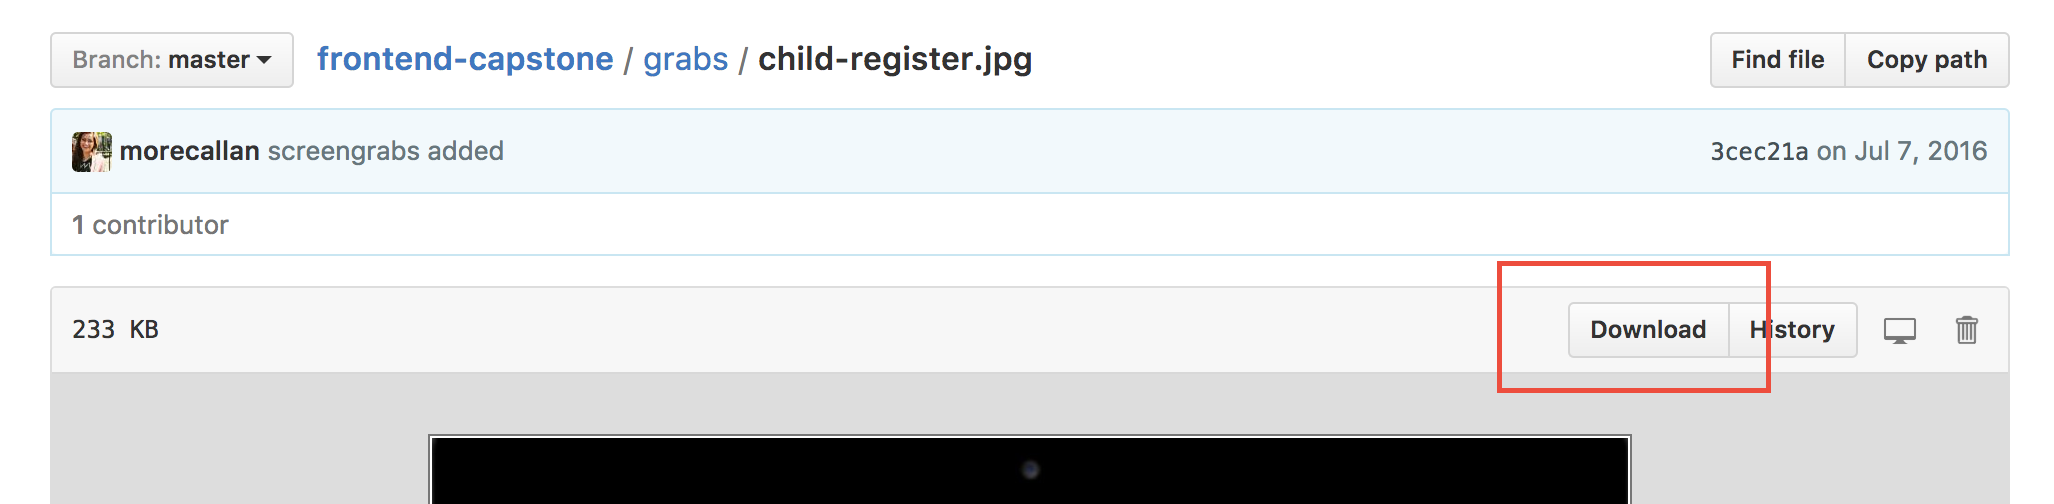 Branch: master frontend-capstone / grabs / child-register.jpg Find file Copy path
morecallan screengrabs added 3cec21a on Jul 7, 2016
1 contributor
233 KB Download History